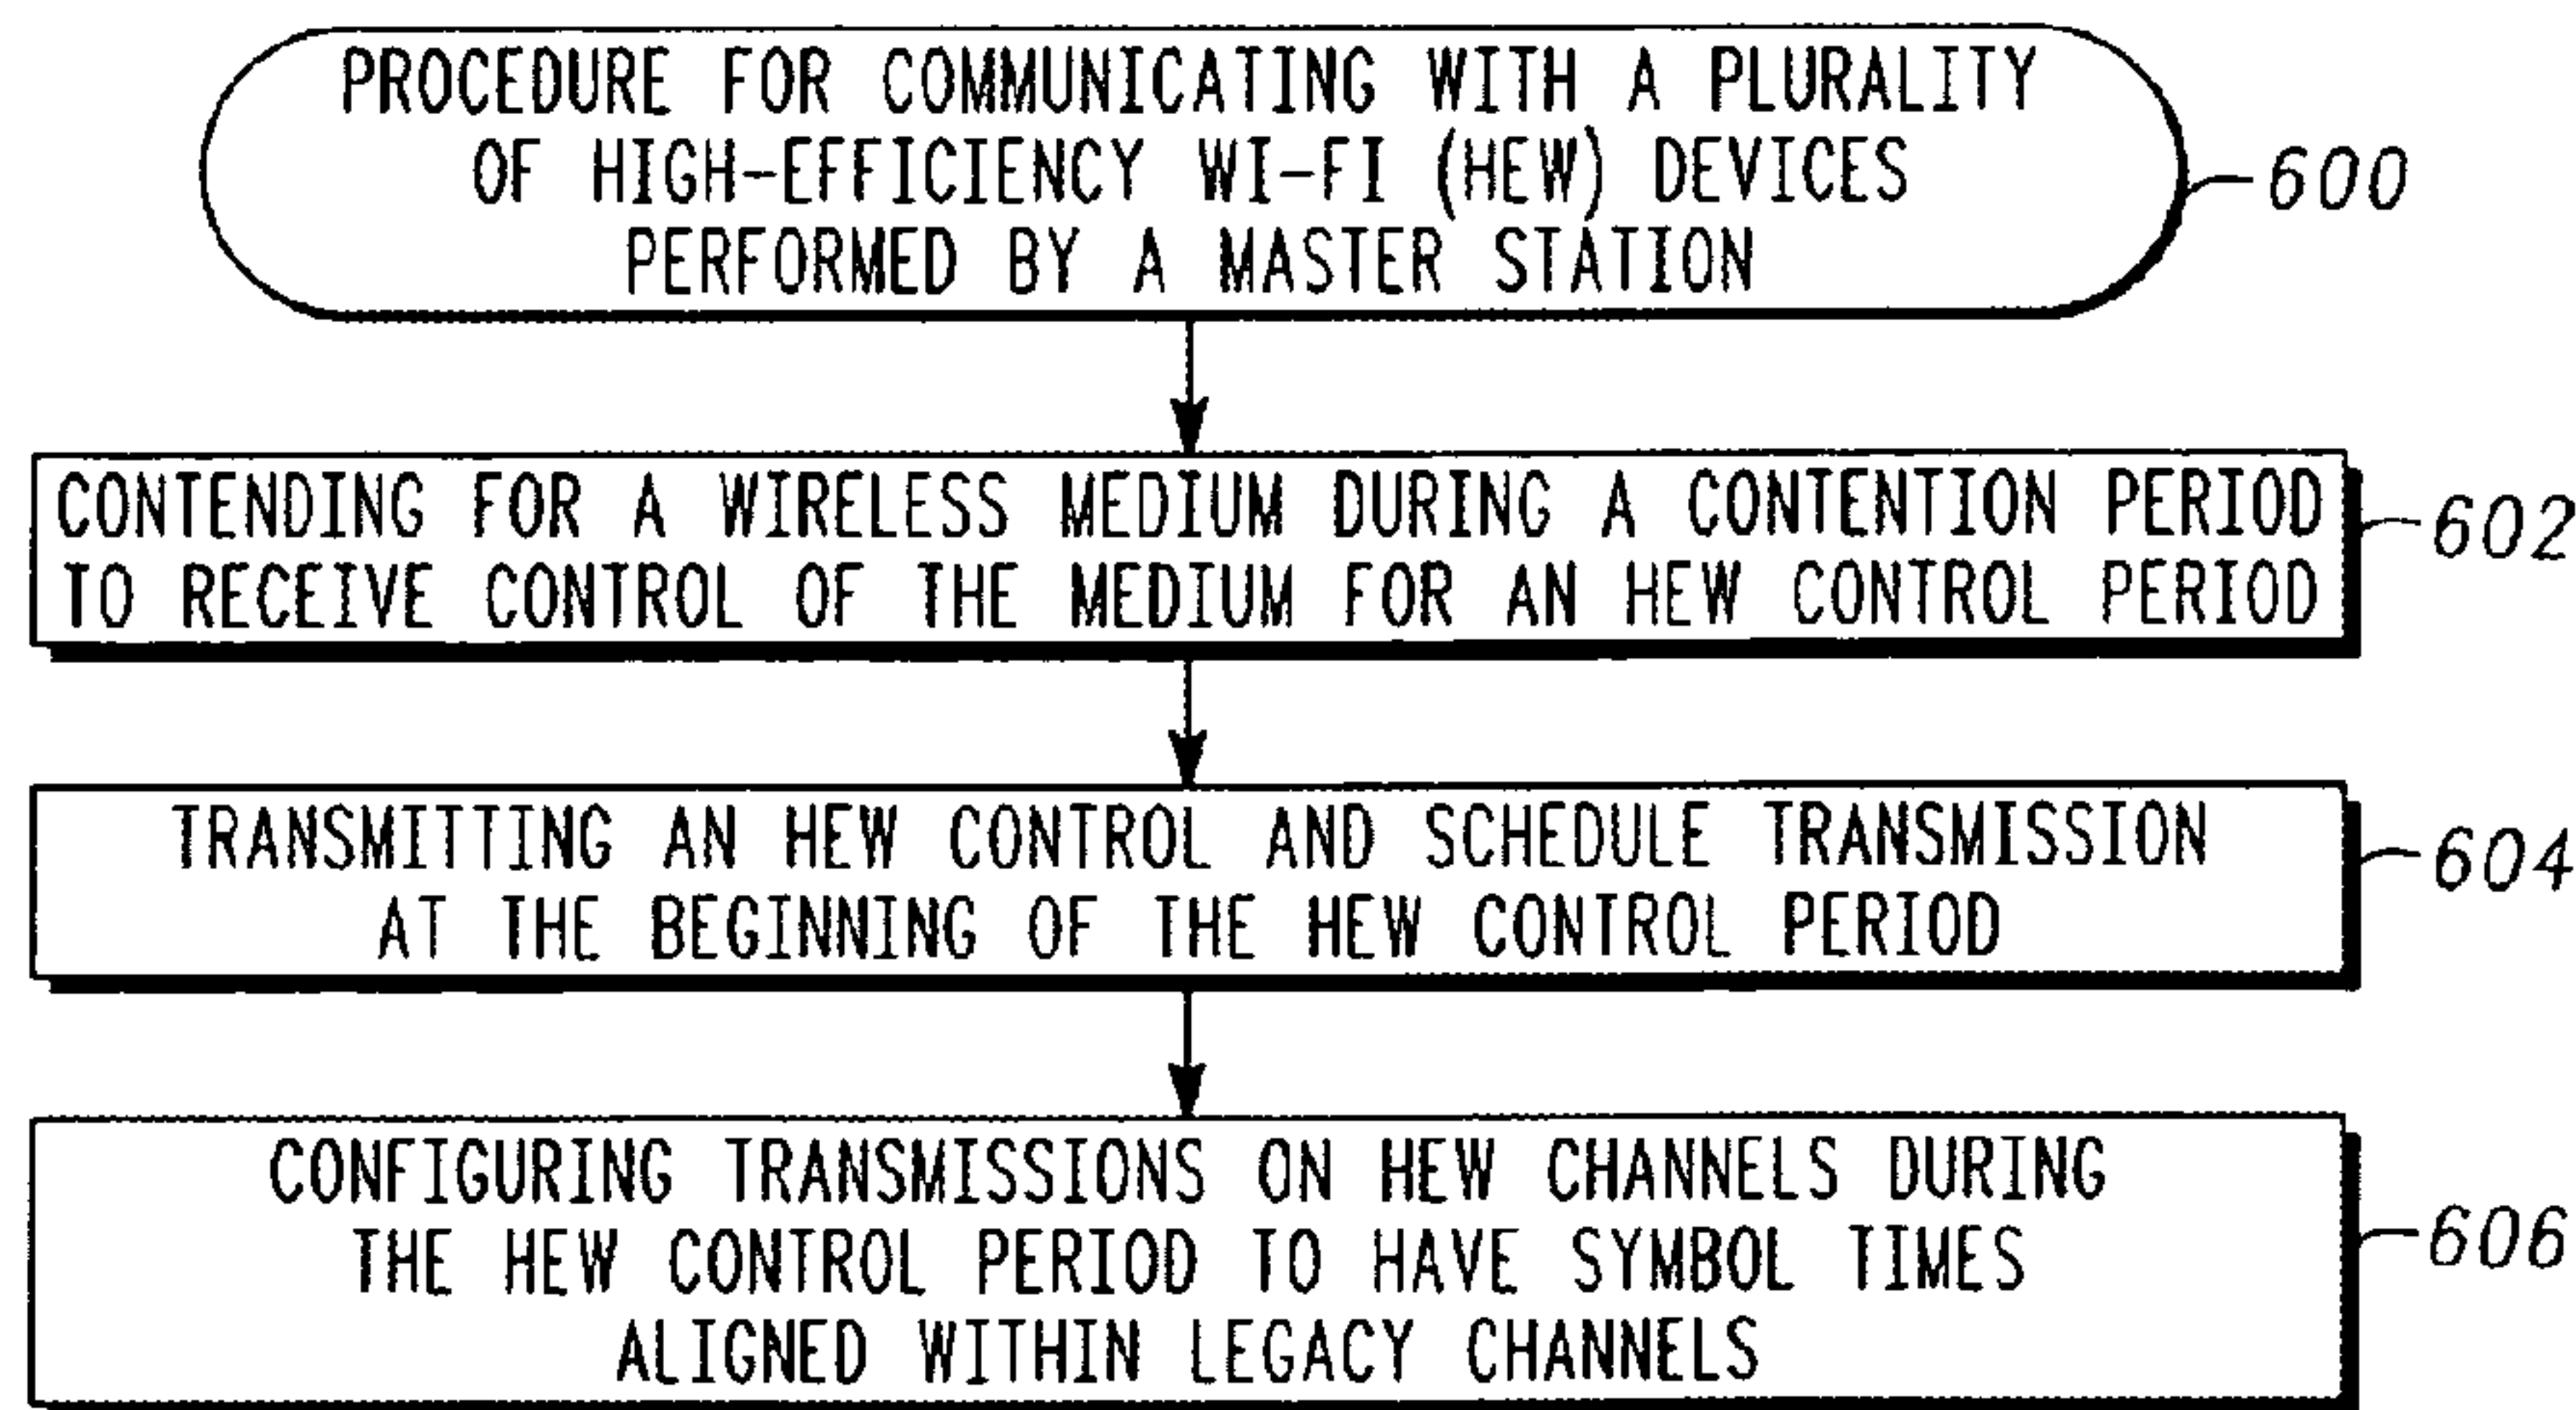 PROCEDURE FOR COMMUNICATING WITH A PLURALITY
OF HIGH-EFFICIENCY WI-FI (HEW) DEVICES
PERFORMED BY A MASTER STATION
600
CONTENDING FOR A WIRELESS MEDIUM DURING A CONTENTION PERIOD
TO RECEIVE CONTROL OF THE MEDIUM FOR AN HEW CONTROL PERIOD
602
TRANSMITTING AN HEW CONTROL AND SCHEDULE TRANSMISSION
AT THE BEGINNING OF THE HEW CONTROL PERIOD
604
CONFIGURING TRANSMISSIONS ON HEW CHANNELS DURING
THE HEW CONTROL PERIOD TO HAVE SYMBOL TIMES
ALIGNED WITHIN LEGACY CHANNELS
606